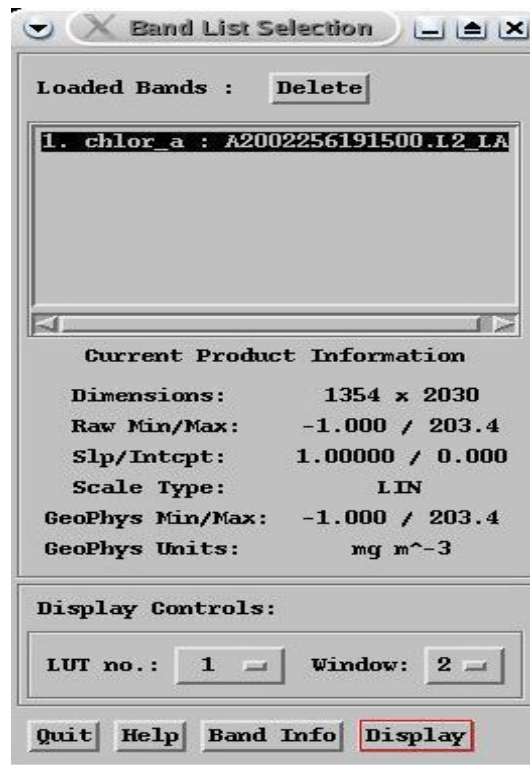 Band List Selection
Loaded Bands : Delete
1. chlor_a : A2002256191500.L2_LA
Current Product Information
Dimensions: 1354 x 2030
Raw Min/Max: -1.000 / 203.4
Slp/Intcpt: 1.00000 / 0.000
Scale Type: LIN
GeoPhys Min/Max: -1.000 / 203.4
GeoPhys Units: mg m^-3
Display Controls:
LUT no.: 1 Window: 2
Quit Help Band Info Display